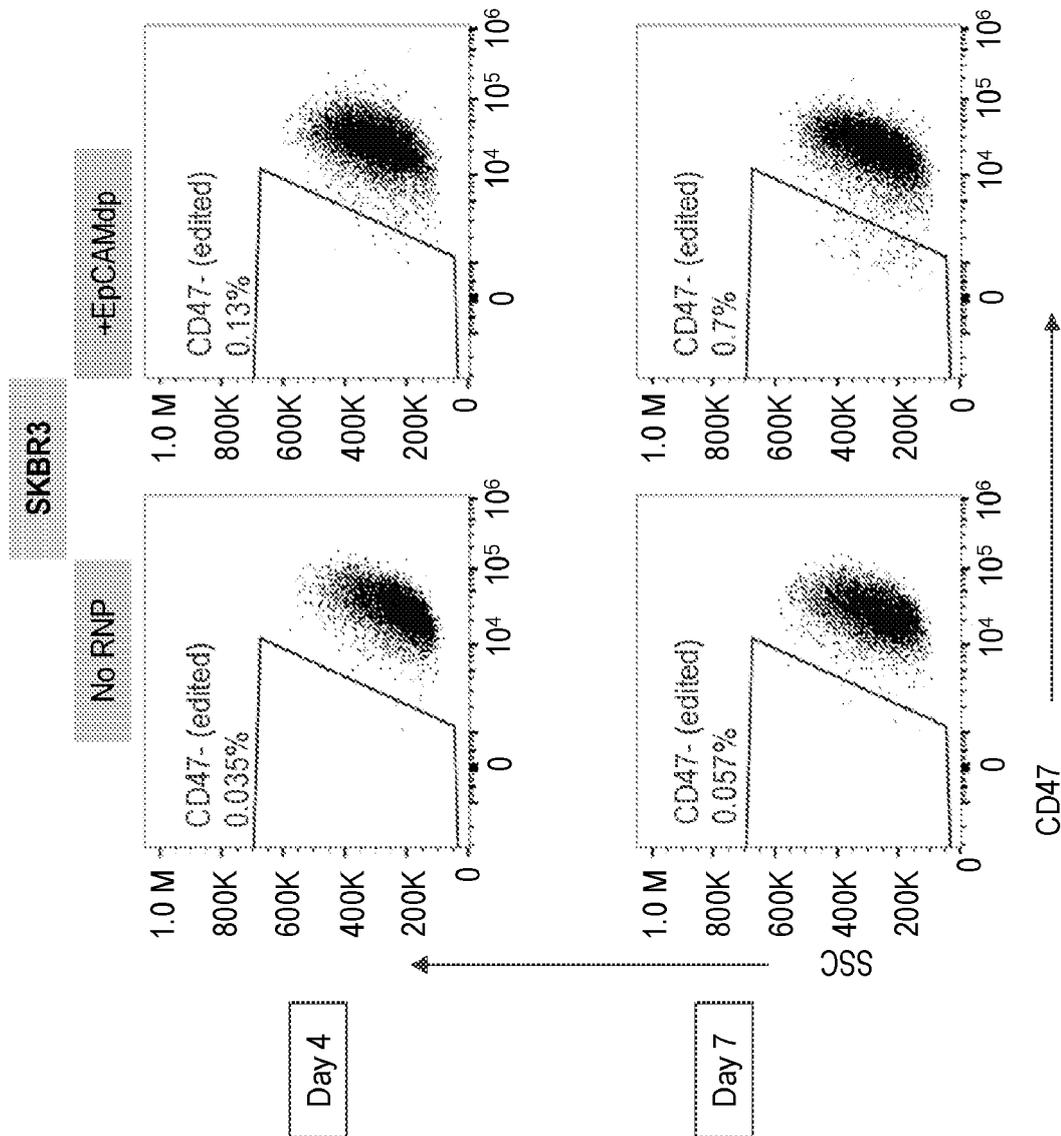 SKBR3
No RNP
+EpCAMdp
Day 4
1.0 M
800K
600K
400K
200K
0
CD47- (edited)
0.035%
0
10⁴
10⁵
10⁶
1.0 M
800K
600K
400K
200K
0
CD47- (edited)
0.13%
0
10⁴
10⁵
10⁶
Day 7
SSC
1.0 M
800K
600K
400K
200K
0
CD47- (edited)
0.057%
0
10⁴
10⁵
10⁶
1.0 M
800K
600K
400K
200K
0
CD47- (edited)
0.7%
0
10⁴
10⁵
10⁶
CD47